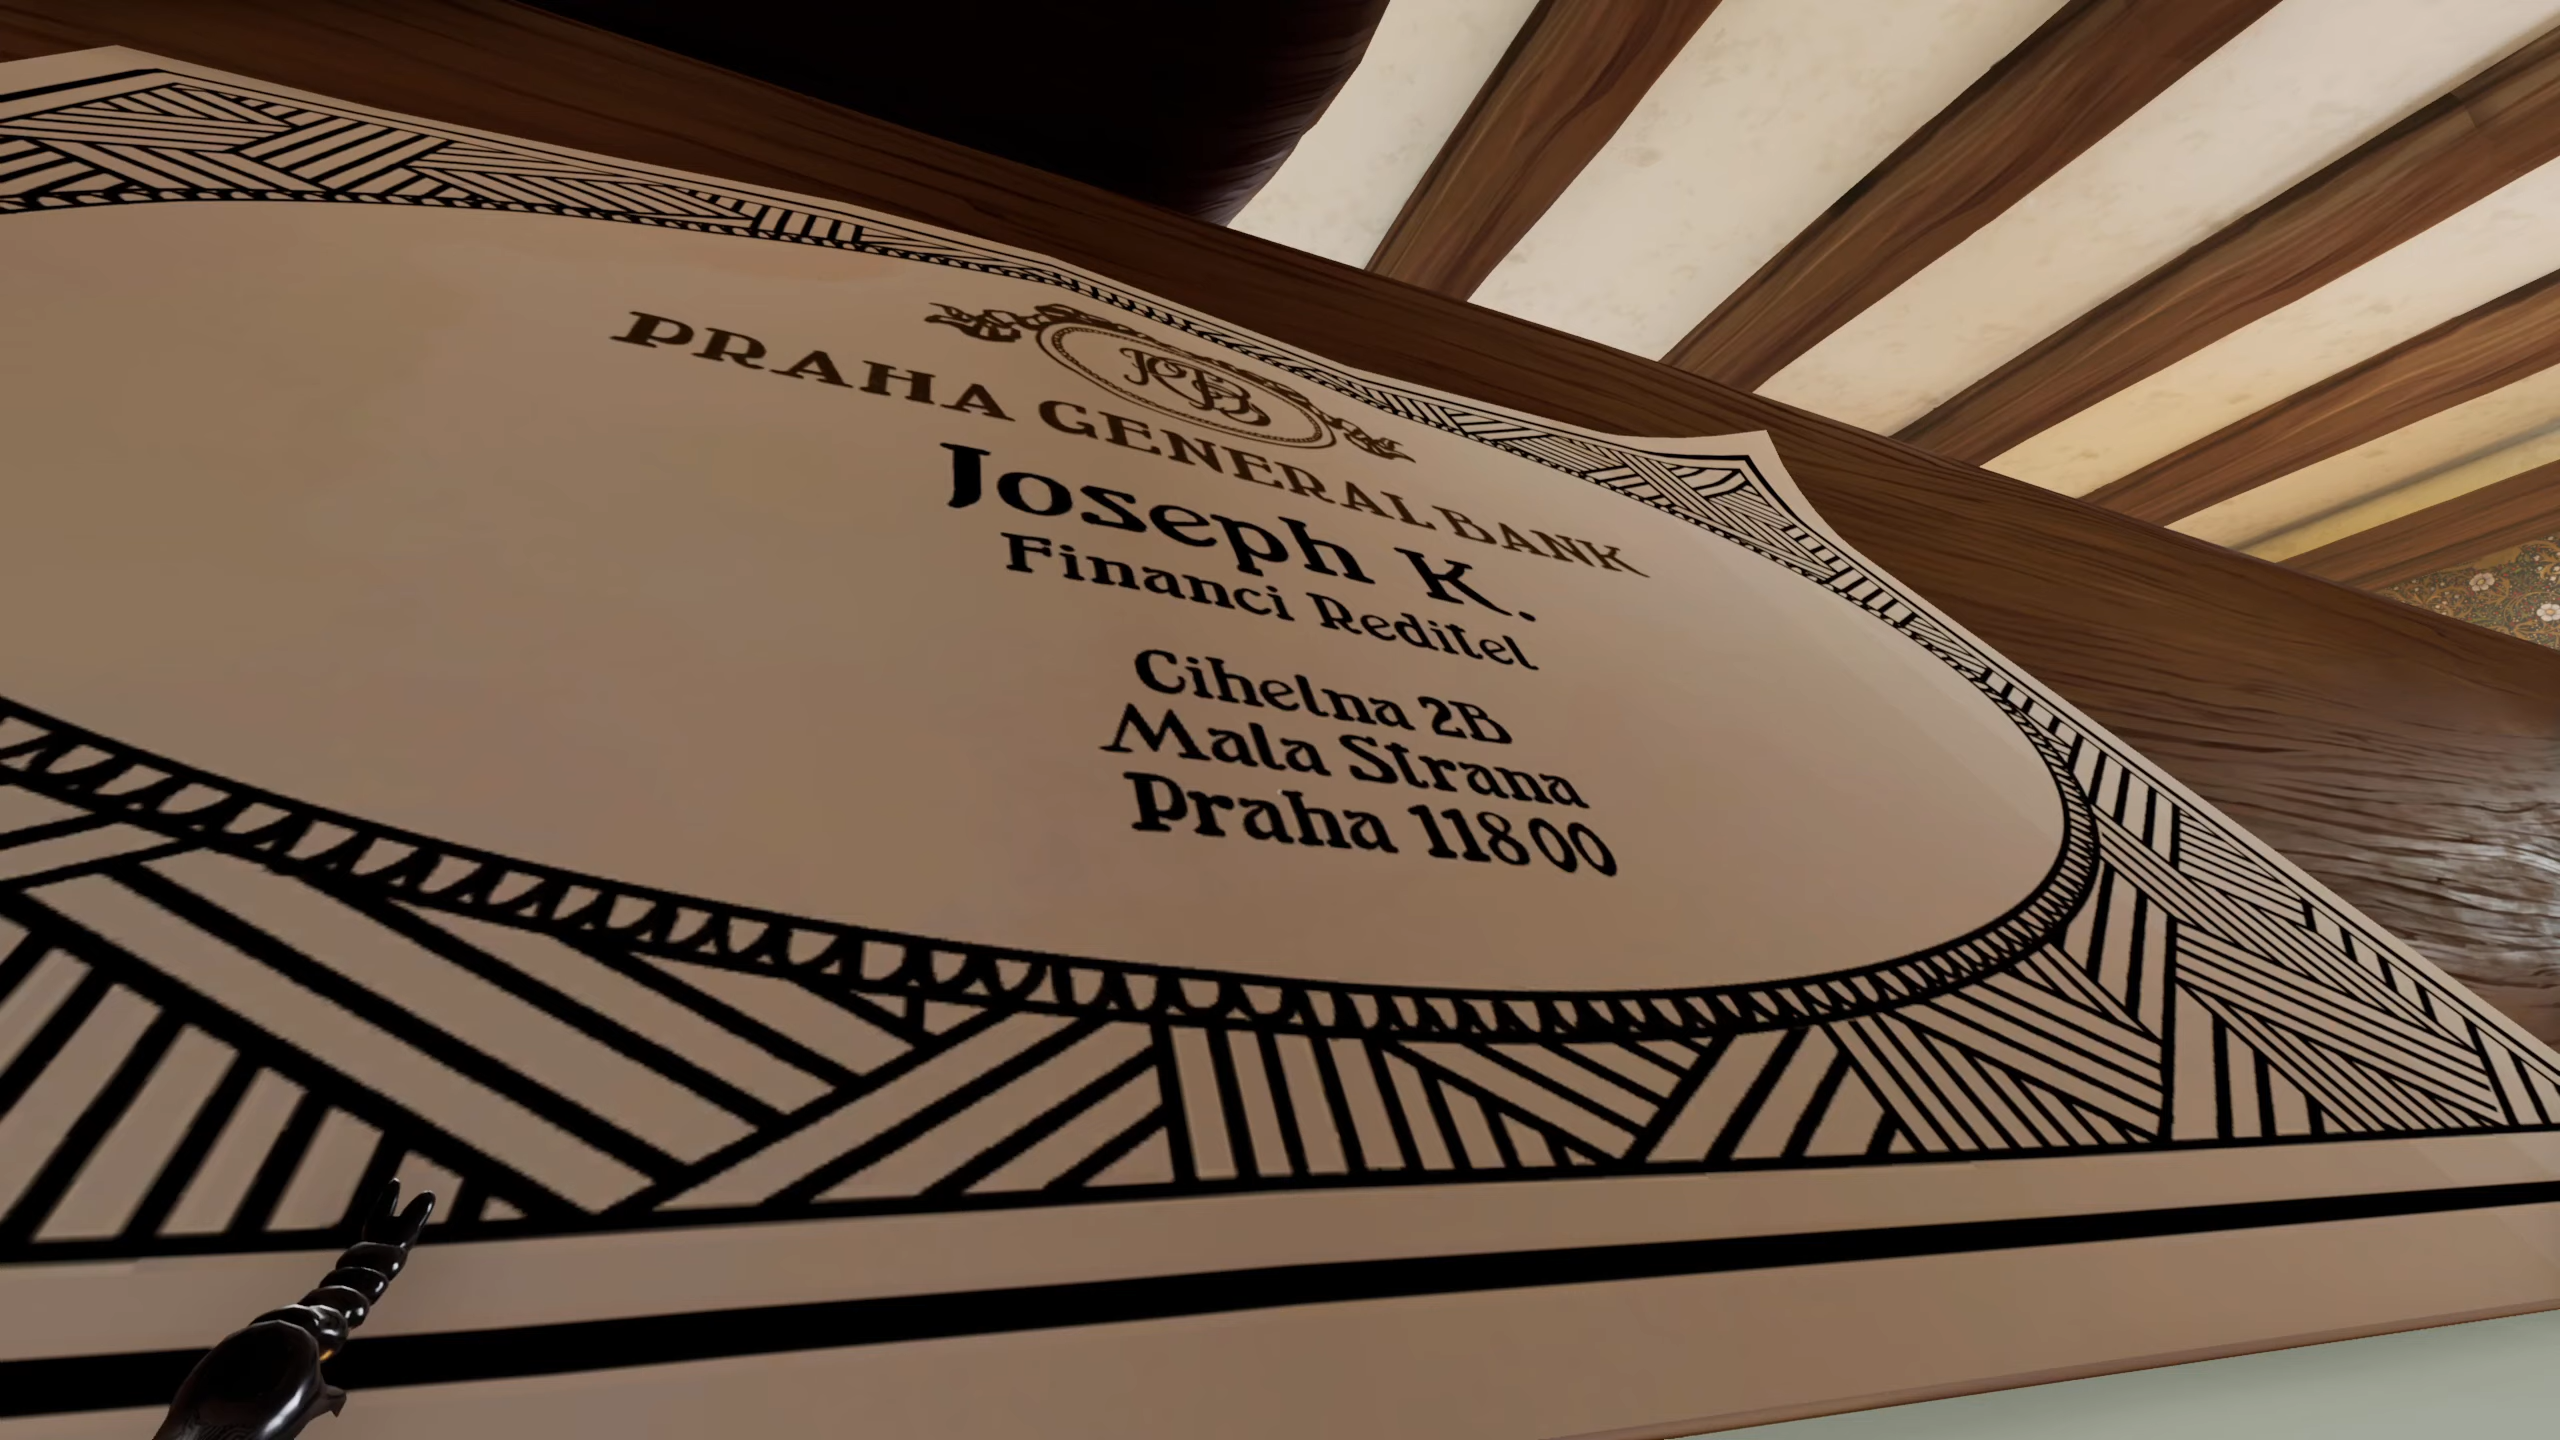 PRAHA GENERAL BANK
Joseph K.
Financi Reditel
Cihelna 2B
Mala Strana
Praha 11800